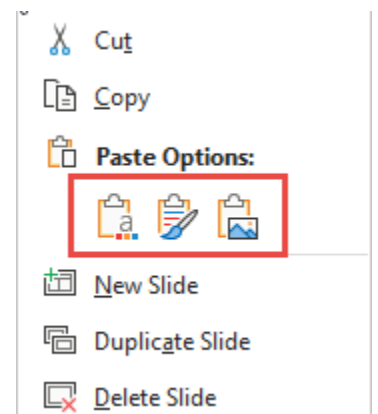 Cut
Copy
Paste Options:
a
New Slide
Duplicate Slide
Delete Slide